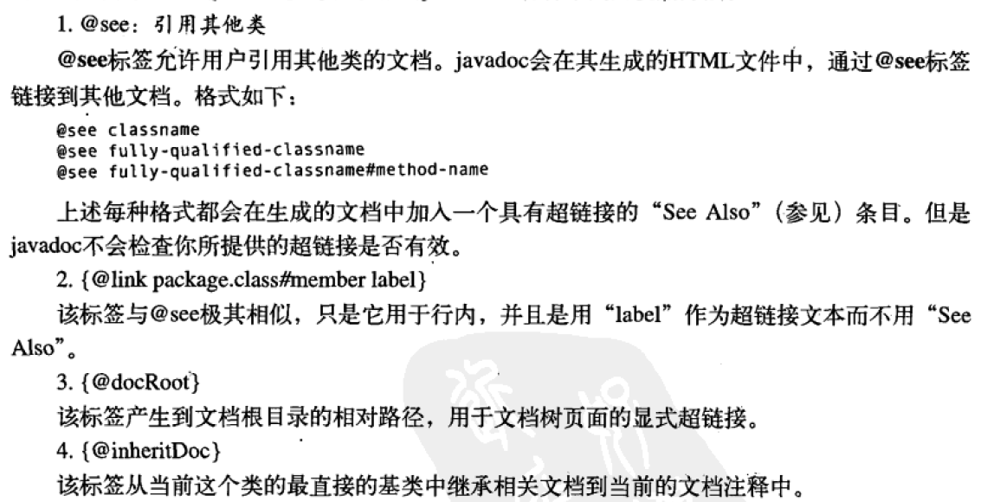 1. @see：引用其他类
@see标签允许用户引用其他类的文档。javadoc会在其生成的HTML文件中，通过@see标签
链接到其他文档。格式如下：
@see classname
@see fully-qualified-classname
@see fully-qualified-classname#method-name
上述每种格式都会在生成的文档中加入一个具有超链接的“See Also”（参见）条目。但是
javadoc不会检查你所提供的超链接是否有效。
2. {@link package.class#member label}
该标签与@see极其相似，只是它用于行内，并且是用“label”作为超链接文本而不用“See
Also”。
3. {@docRoot}
该标签产生到文档根目录的相对路径，用于文档树页面的显式超链接。
4. {@inheritDoc}
该标签从当前这个类的最直接的基类中继承相关文档到当前的文档注释中。